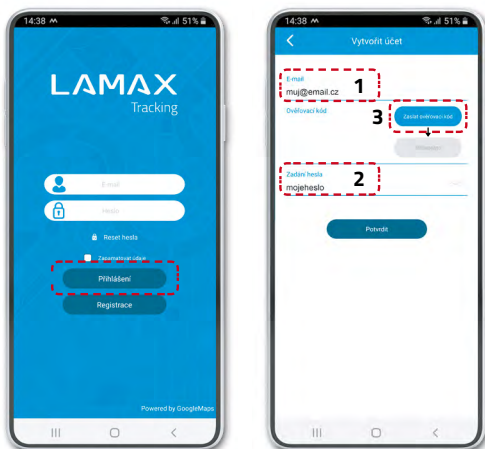 14:38
51%
LAMAX
Tracking
E-mail
Heslo
Reset hesla
Zapamatovat údaje
Přihlášení
Registrace
Powered by GoogleMaps
14:38
51%
Vytvořit účet
E-mail
muj@email.cz
1
Ověřovací kód
3
Zaslat ověřovací kód
Zadání hesla
mojeheslo
2
Potvrdit